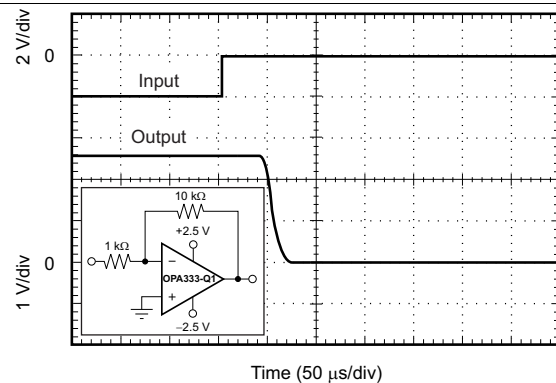 2 V/div
0
Input
Output
10 kΩ
+2.5 V
1 kΩ
−
OPA333-Q1
+
−2.5 V
0
1 V/div
Time (50 μs/div)